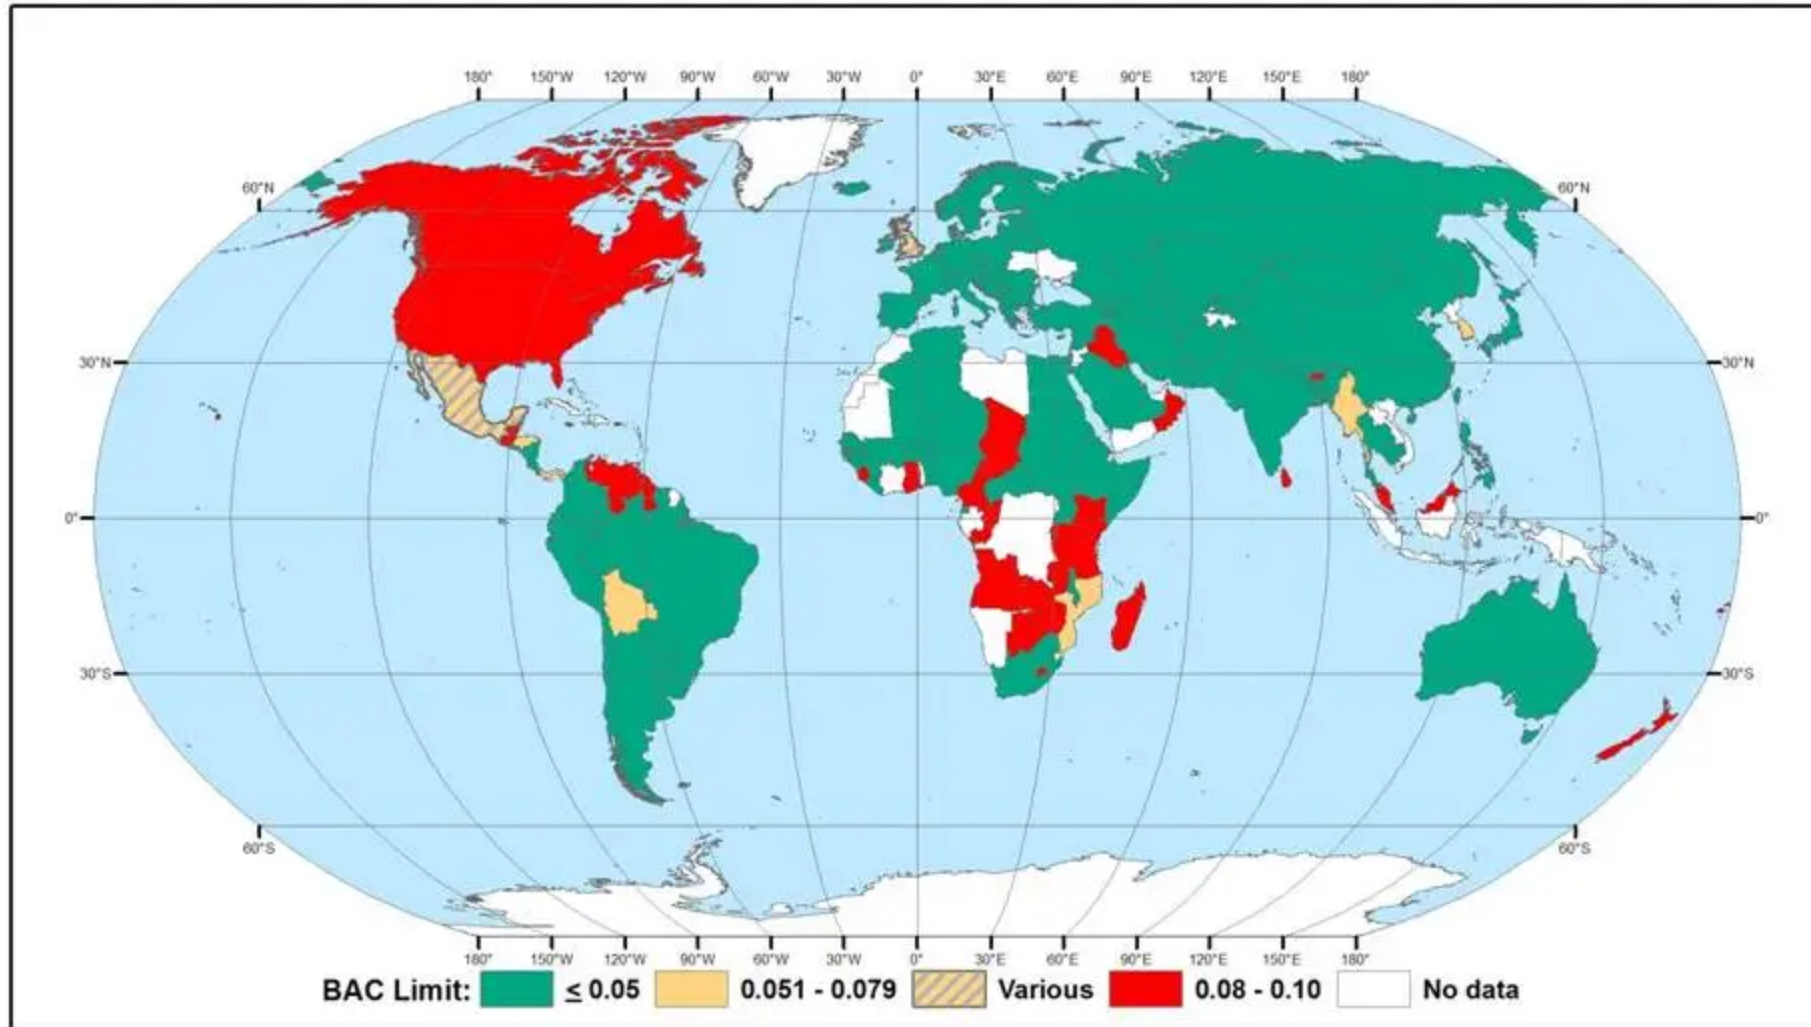 180° 150°W 120°W 90°W 60°W 30°W 0° 30°E 60°E 90°E 120°E 150°E 180°
60°N 60°N
30°N 30°N
0° 0°
30°S 30°S
60°S 60°S
180° 150°W 120°W 90°W 60°W 30°W 0° 30°E 60°E 90°E 120°E 150°E 180°
BAC Limit: ≤ 0.05 0.051 - 0.079 Various 0.08 - 0.10 No data